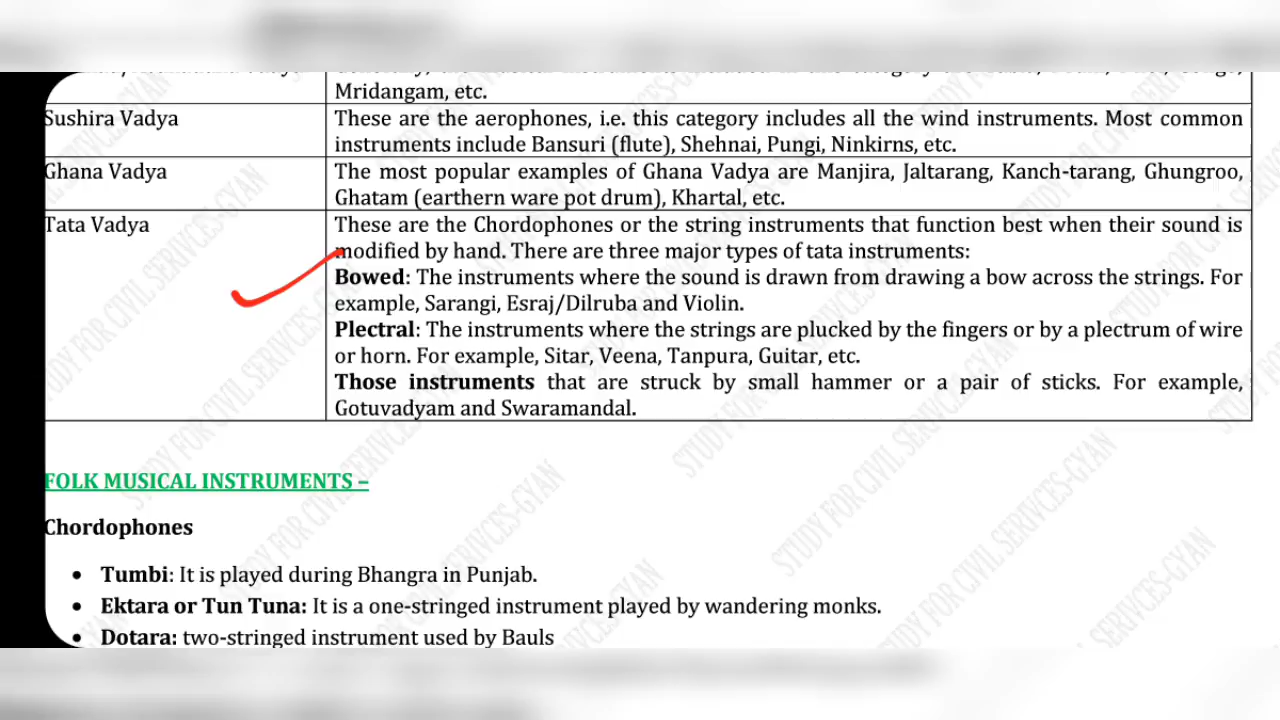 Mridangam, etc.
Sushira Vadya
These are the aerophones, i.e. this category includes all the wind instruments. Most common
instruments include Bansuri (flute), Shehnai, Pungi, Ninkirns, etc.
Ghana Vadya
The most popular examples of Ghana Vadya are Manjira, Jaltarang, Kanch-tarang, Ghungroo,
Ghatam (earthern ware pot drum), Khartal, etc.
Tata Vadya
These are the Chordophones or the string instruments that function best when their sound is
modified by hand. There are three major types of tata instruments:
Bowed: The instruments where the sound is drawn from drawing a bow across the strings. For
example, Sarangi, Esraj/Dilruba and Violin.
Plectral: The instruments where the strings are plucked by the fingers or by a plectrum of wire
or horn. For example, Sitar, Veena, Tanpura, Guitar, etc.
Those instruments that are struck by small hammer or a pair of sticks. For example,
Gotuvadyam and Swaramandal.
FOLK MUSICAL INSTRUMENTS –
Chordophones
• Tumbi: It is played during Bhangra in Punjab.
• Ektara or Tun Tuna: It is a one-stringed instrument played by wandering monks.
• Dotara: two-stringed instrument used by Bauls
STUDY FOR CIVIL SERIVCES-GYAN